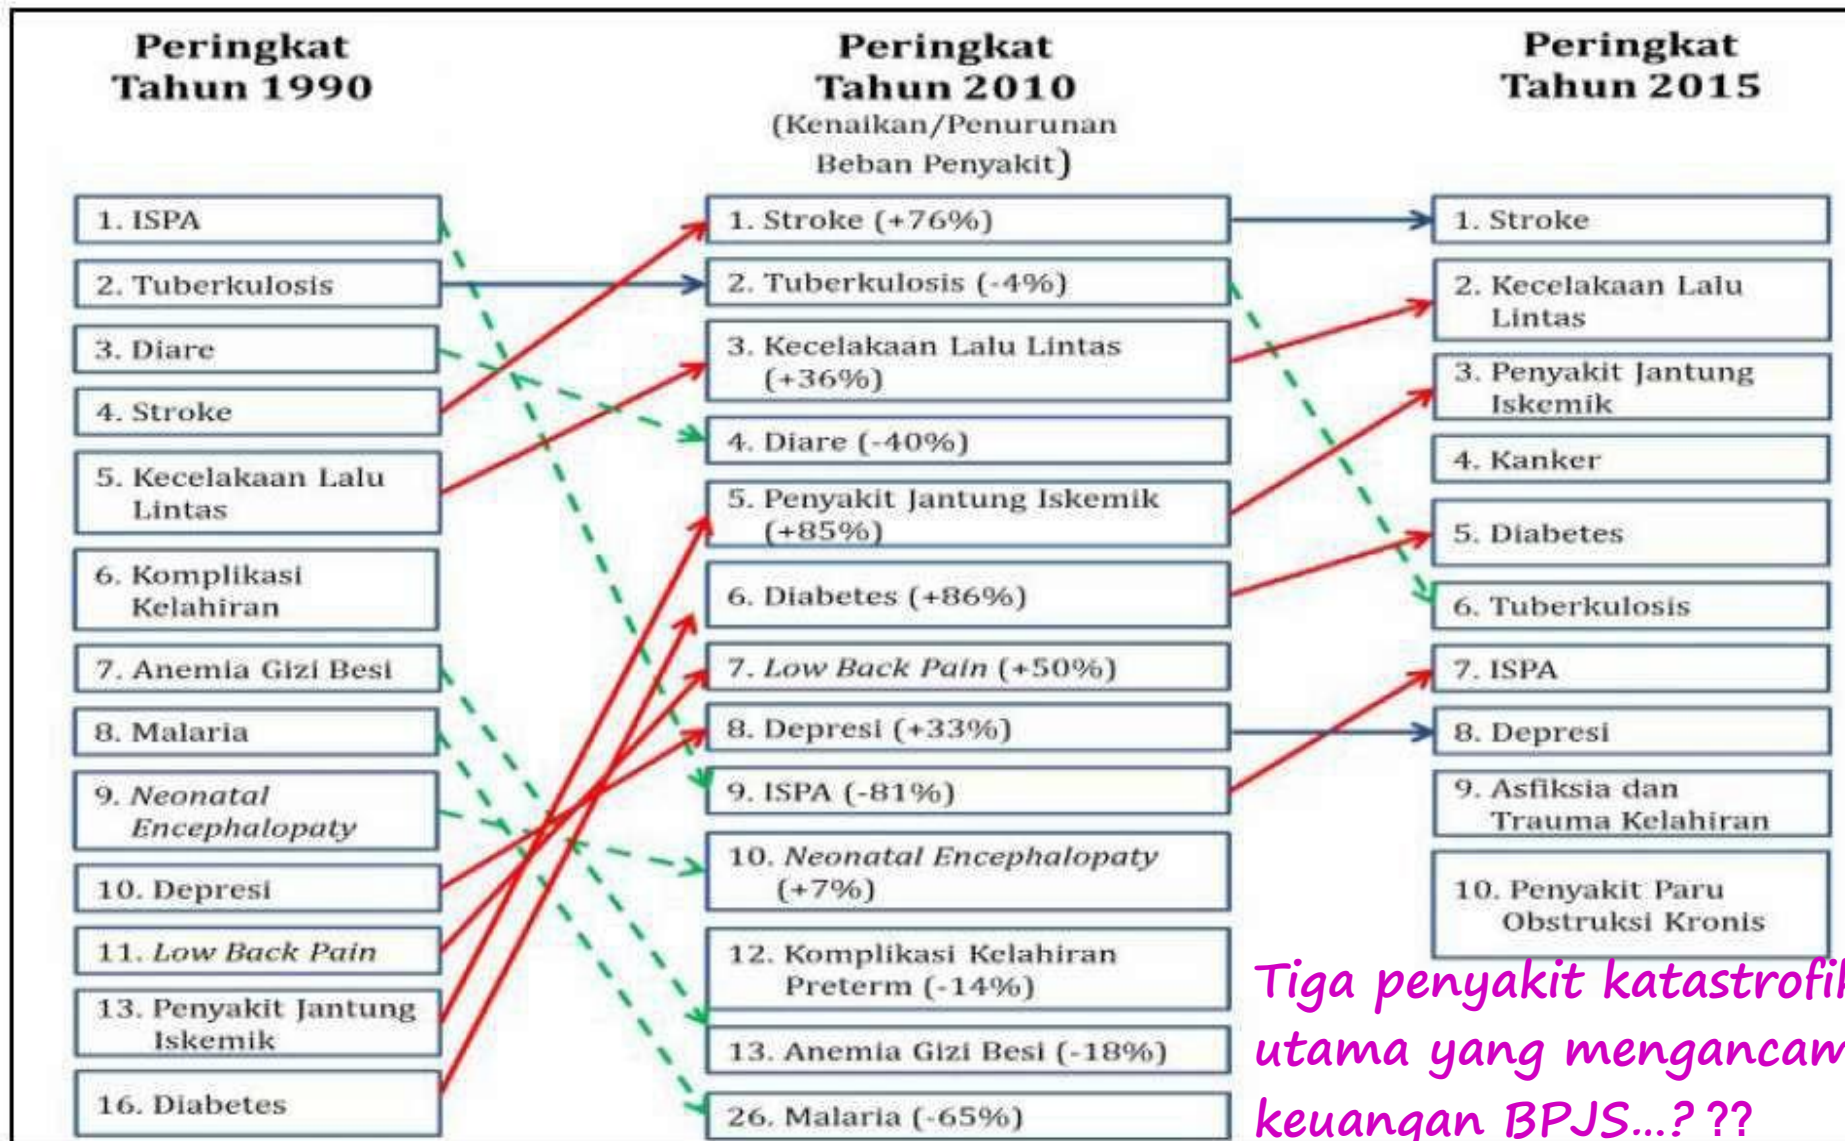 Peringkat
Tahun 1990
1. ISPA
2. Tuberkulosis
3. Diare
4. Stroke
5. Kecelakaan Lalu
Lintas
6. Komplikasi
Kelahiran
7. Anemia Gizi Besi
8. Malaria
9. Neonatal
Encephalopaty
10. Depresi
11. Low Back Pain
13. Penyakit Jantung
Iskemik
16. Diabetes
Peringkat
Tahun 2010
(Kenaikan/Penurunan
Beban Penyakit)
1. Stroke (+76%)
2. Tuberkulosis (-4%)
3. Kecelakaan Lalu Lintas
(+36%)
4. Diare (-40%)
5. Penyakit Jantung Iskemik
(+85%)
6. Diabetes (+86%)
7. Low Back Pain (+50%)
8. Depresi (+33%)
9. ISPA (-81%)
10. Neonatal Encephalopaty
(+7%)
12. Komplikasi Kelahiran
Preterm (-14%)
13. Anemia Gizi Besi (-18%)
26. Malaria (-65%)
Peringkat
Tahun 2015
1. Stroke
2. Kecelakaan Lalu
Lintas
3. Penyakit Jantung
Iskemik
4. Kanker
5. Diabetes
6. Tuberkulosis
7. ISPA
8. Depresi
9. Asfiksia dan
Trauma Kelahiran
10. Penyakit Paru
Obstruksi Kronis
Tiga penyakit katastrofik
utama yang mengancam
keuangan BPJS...? ??